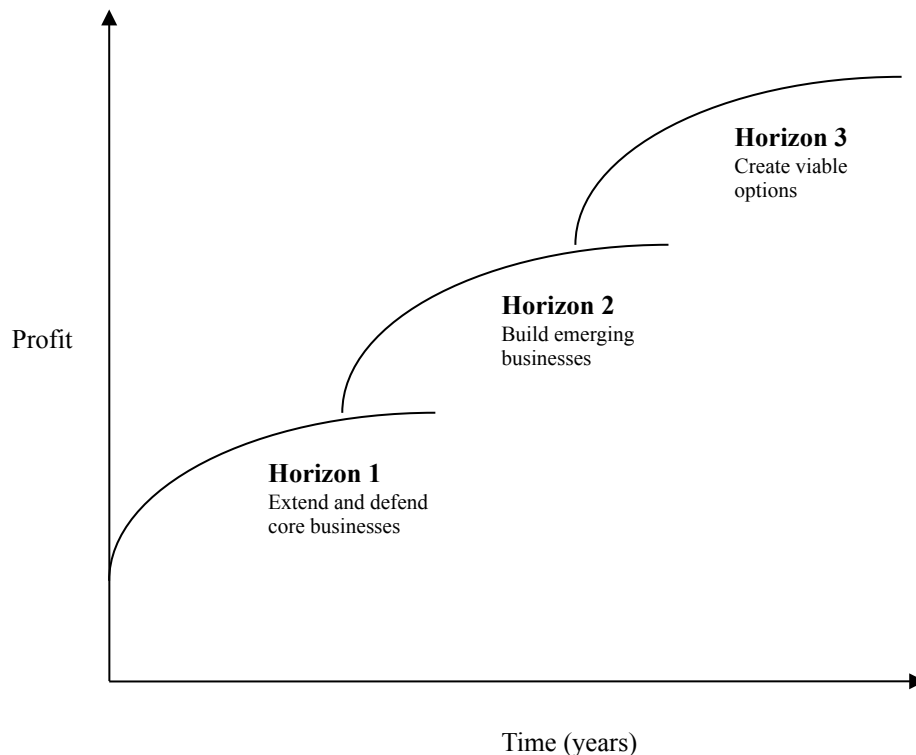 Horizon 3
Create viable
options
Horizon 2
Build emerging
businesses
Profit
Horizon 1
Extend and defend
core businesses
Time (years)